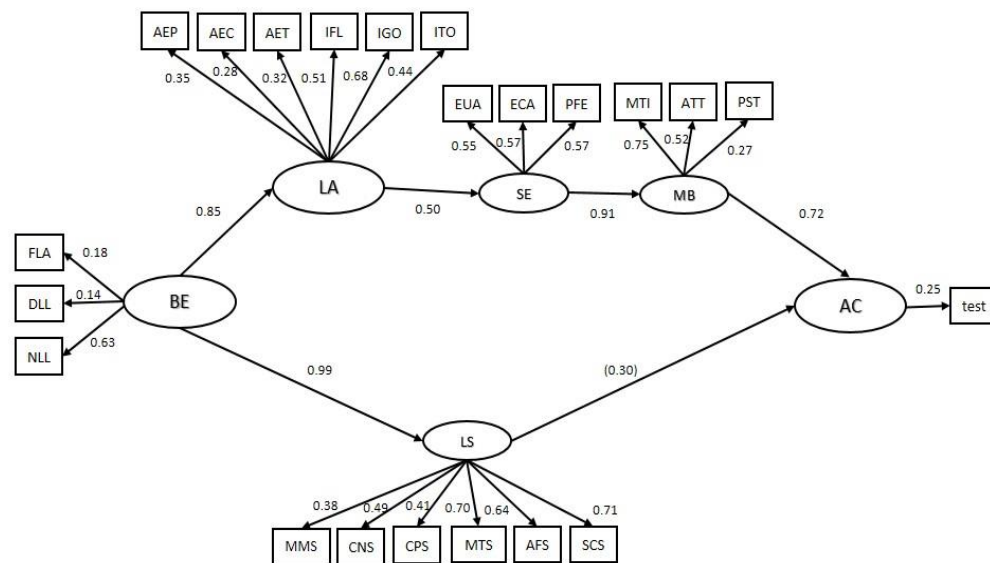 AEP AEC AET IFL IGO ITO
0.35 0.28 0.32 0.51 0.68 0.44
EUA ECA PFE MTI ATT PST
0.55 0.57 0.57 0.75 0.52 0.27
LA SE MB
0.50 0.91
0.85 0.72
FLA 0.18
DLL 0.14 BE
NLL 0.63
AC 0.25 test
0.99 (0.30)
LS
0.38 0.49 0.41 0.70 0.64 0.71
MMS CNS CPS MTS AFS SCS